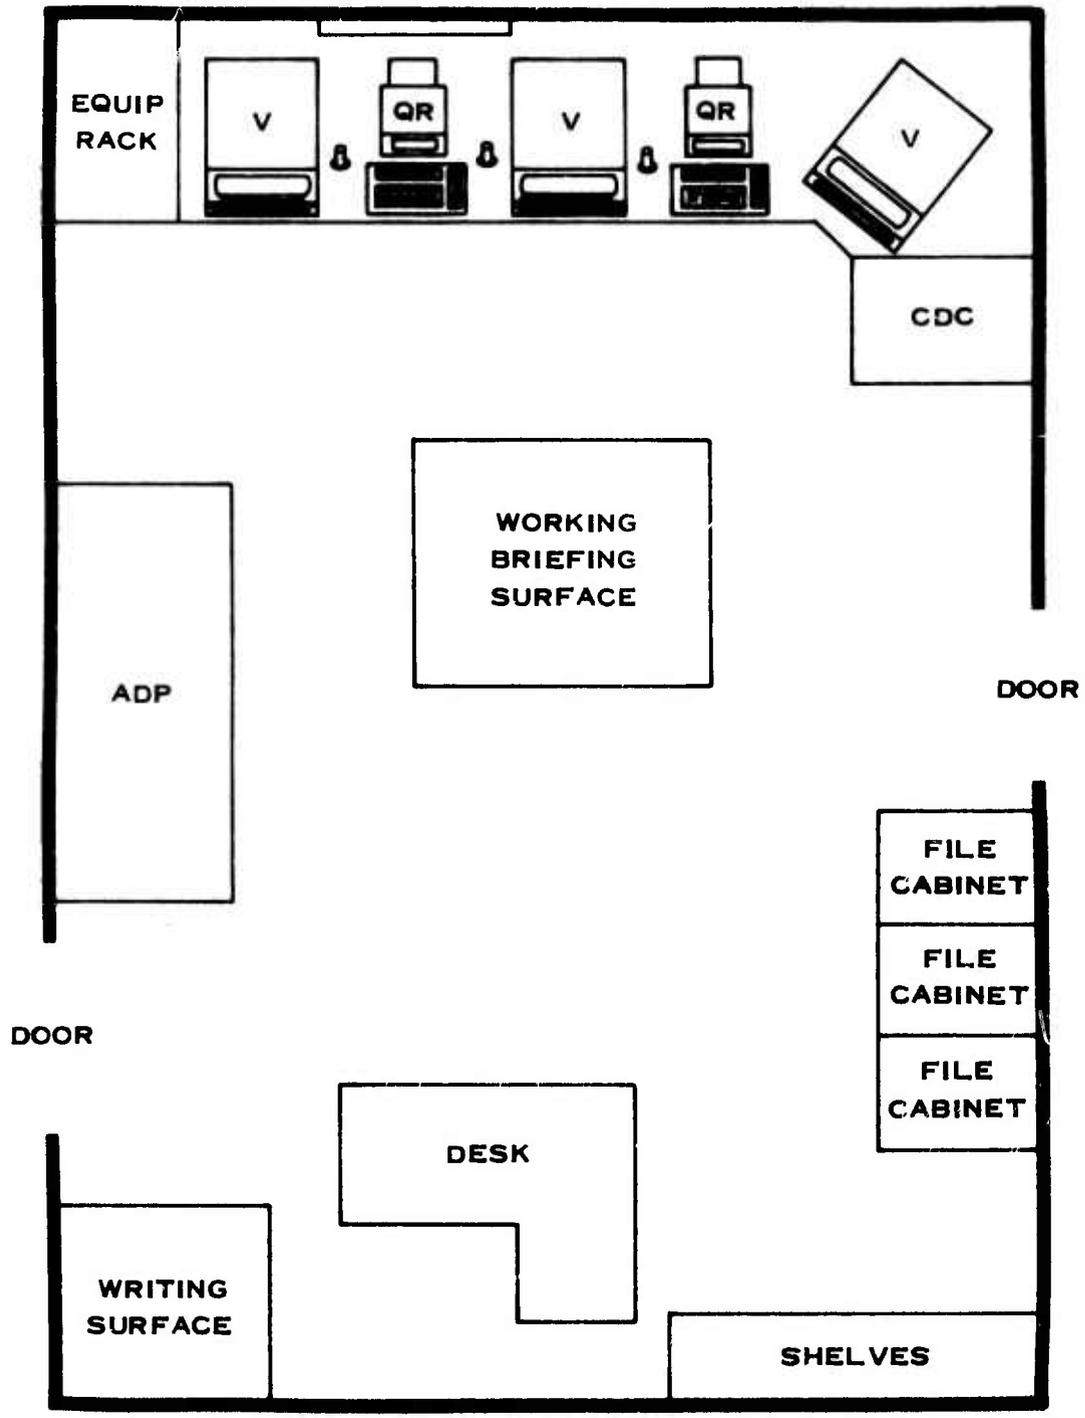 EQUIP
RACK
V
QR
V
QR
V
CDC
WORKING
BRIEFING
SURFACE
ADP
DOOR
FILE
CABINET
FILE
CABINET
FILE
CABINET
DOOR
DESK
WRITING
SURFACE
SHELVES